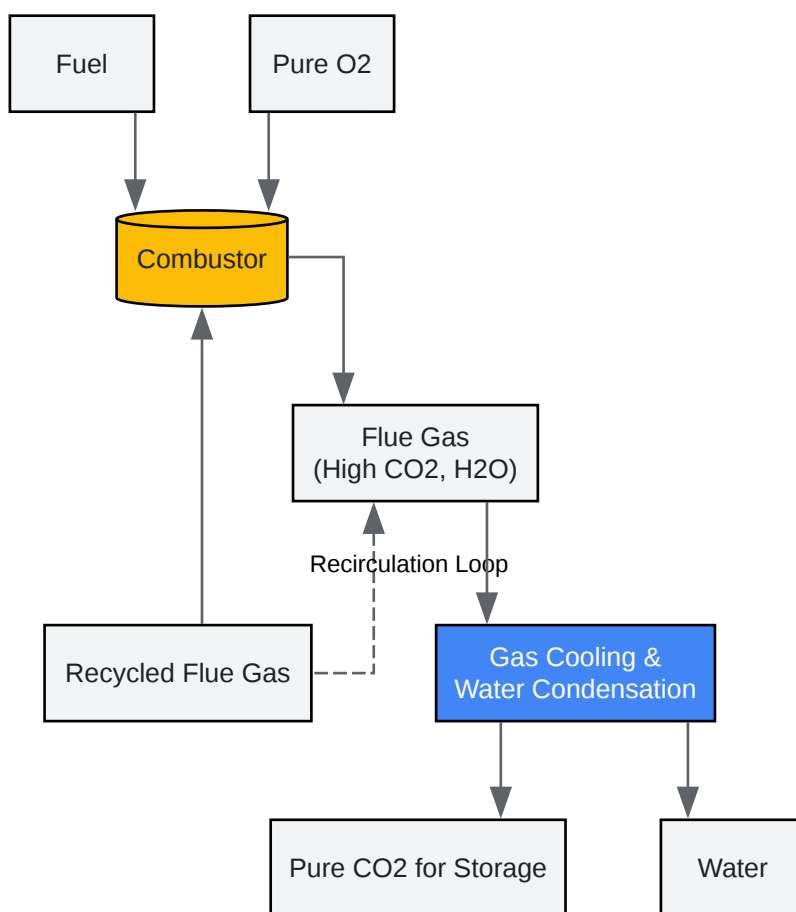 Fuel
Pure O2
Combustor
Flue Gas
(High CO2, H2O)
Recirculation Loop
Recycled Flue Gas
Gas Cooling &
Water Condensation
Pure CO2 for Storage
Water